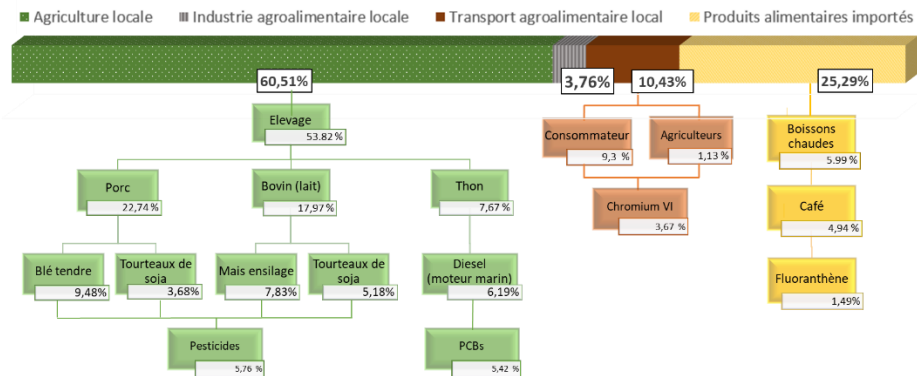 Agriculture locale Industrie agroalimentaire locale Transport agroalimentaire local Produits alimentaires importés
60,51% 3,76% 10,43% 25,29%
Elevage
53.82 %
Consommateur
9,3 %
Agriculteurs
1,13 %
Boissons
chaudes
5.99 %
Porc
22,74 %
Bovin (lait)
17,97 %
Thon
7,67 %
Chromium VI
3,67 %
Café
4,94 %
Blé tendre
9,48%
Tourteaux de
soja
3,68%
Mais ensilage
7,83%
Tourteaux de
soja
5,18%
Diesel
(moteur marin)
6,19%
Fluoranthène
1,49%
Pesticides
5,76 %
PCBs
5,42 %